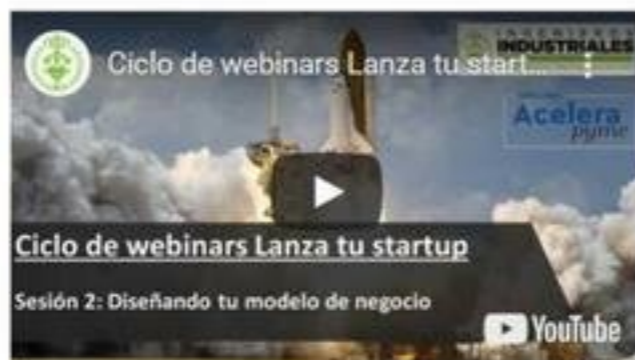 Ciclo de webinars Lanza tu start...
INGENIEROS
INDUSTRIALES
Acelera
pyme
Ciclo de webinars Lanza tu startup
Sesión 2: Diseñando tu modelo de negocio
YouTube